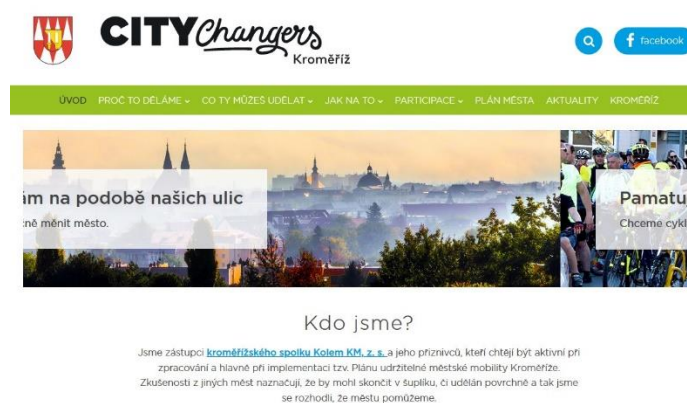 CITY Changers
Kroměříž
facebook
ÚVOD PROČ TO DĚLÁME CO TY MŮŽEŠ UDĚLAT JAK NA TO PARTICIPACE PLÁN MĚSTA AKTUALITY KROMĚŘÍŽ
ám na podobě našich ulic
čně měnit město.
Pamatu
Chceme cykl
Kdo jsme?
Jsme zástupci kroměřížského spolku Kolem KM, z. s. a jeho příznivců, kteří chtějí být aktivní při
zpracování a hlavně při implementaci tzv. Plánu udržitelné městské mobility Kroměříže.
Zkušenosti z jiných měst naznačují, že by mohl skončit v šuplíku, či udělán povrchně a tak jsme
se rozhodli, že městu pomůžeme.